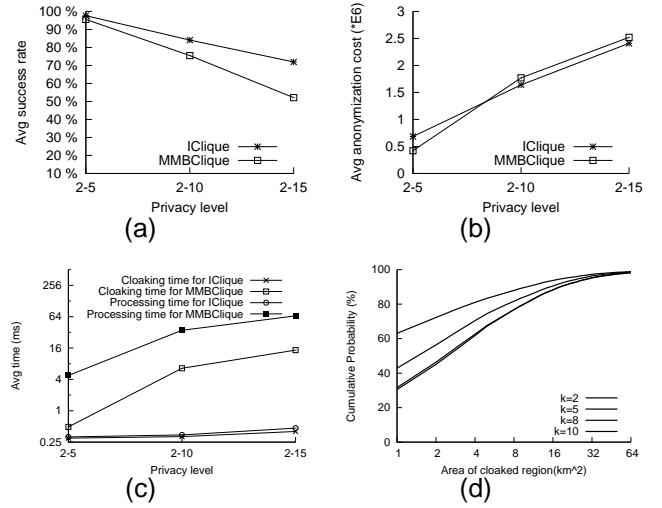 100 %
90 %
80 %
70 %
60 %
50 %
40 %
30 %
20 %
10 %
Avg success rate
IClique
MMBClique
2-5 2-10 2-15
Privacy level
(a)
3
2.5
2
1.5
1
0.5
0
Avg anonymization cost (*E6)
IClique
MMBClique
2-5 2-10 2-15
Privacy level
(b)
256
64
16
4
1
0.25
Avg time (ms)
Cloaking time for IClique
Cloaking time for MMBClique
Processing time for IClique
Processing time for MMBClique
2-5 2-10 2-15
Privacy level
(c)
100
80
60
40
20
0
Cumulative Probability (%)
k=2
k=5
k=8
k=10
1 2 4 8 16 32 64
Area of cloaked region(km^2)
(d)